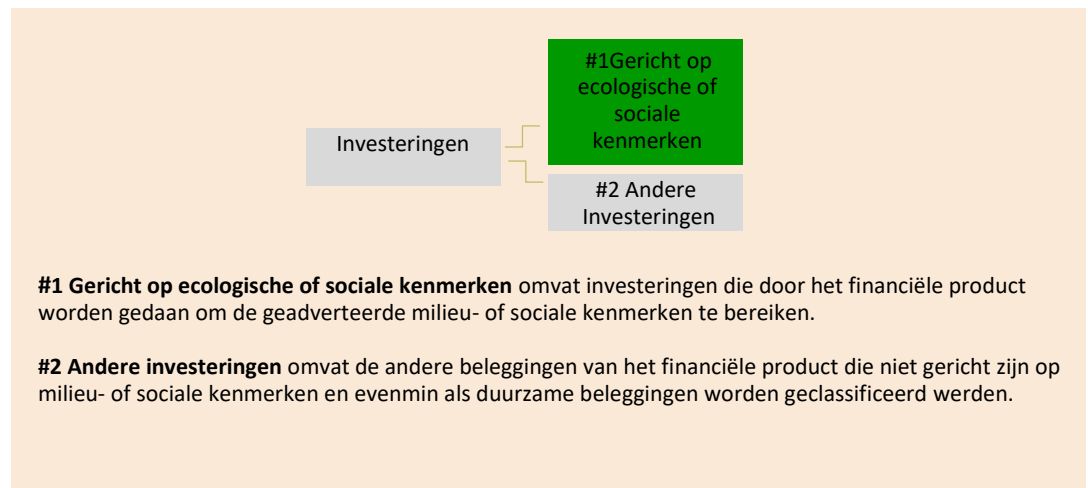 #1Gericht op
ecologische of
sociale
kenmerken
Investeringen
#2 Andere
Investeringen
#1 Gericht op ecologische of sociale kenmerken omvat investeringen die door het financiële product
worden gedaan om de geadverteerde milieu- of sociale kenmerken te bereiken.
#2 Andere investeringen omvat de andere beleggingen van het financiële product die niet gericht zijn op
milieu- of sociale kenmerken en evenmin als duurzame beleggingen worden geclassificeerd werden.